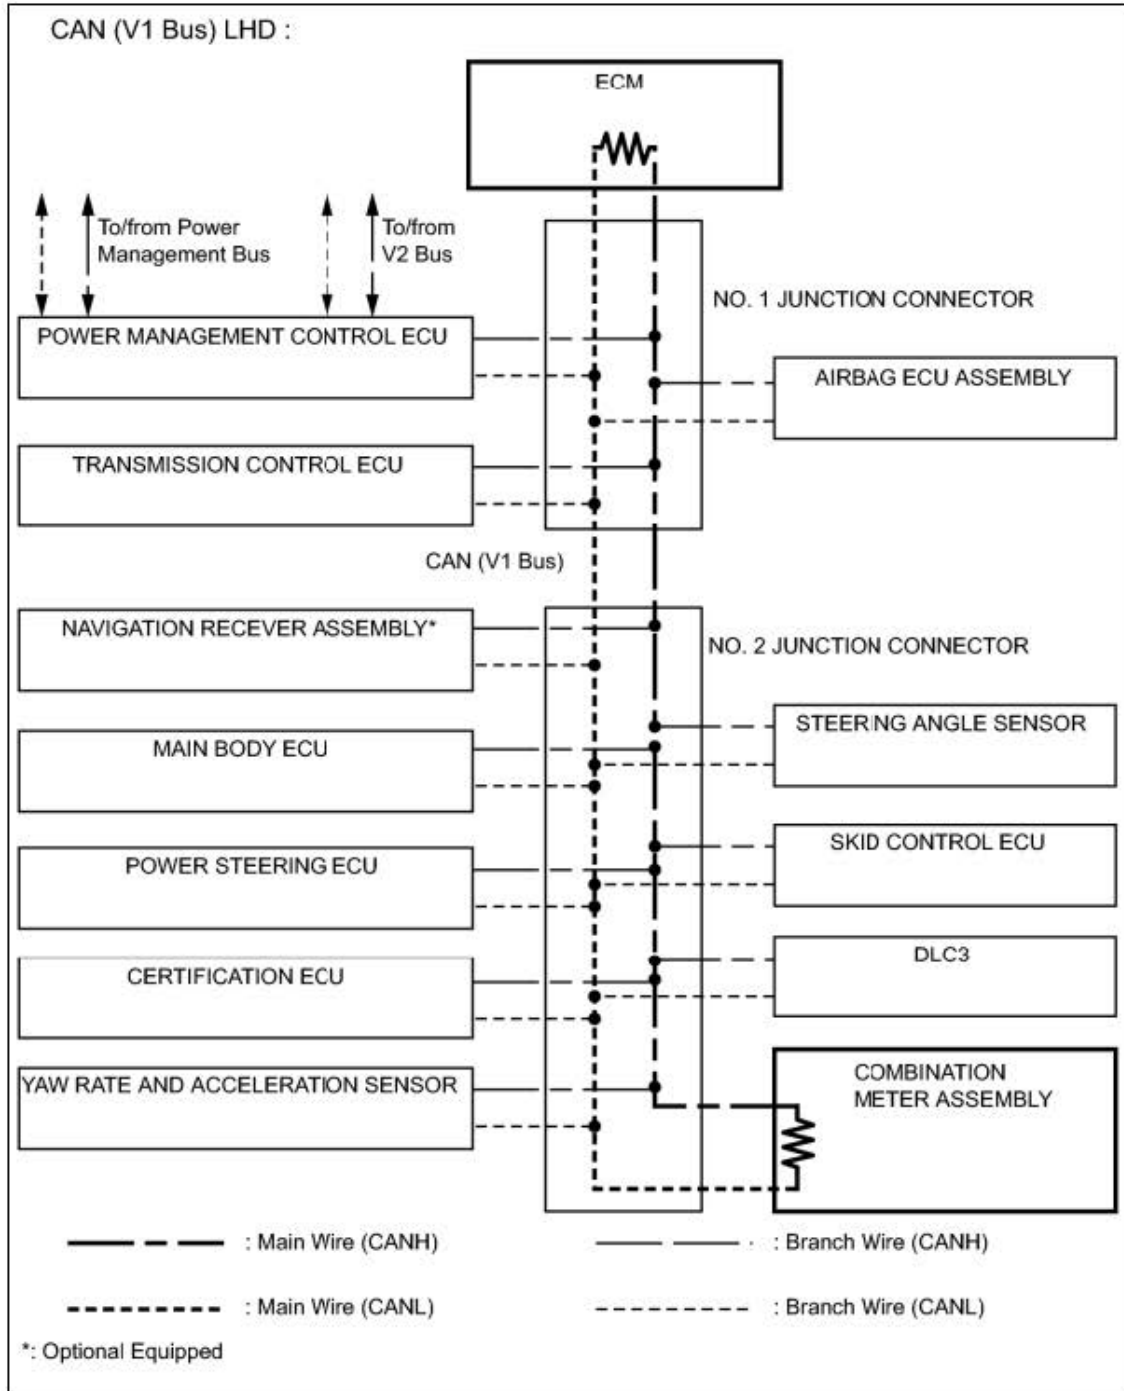 CAN (V1 Bus) LHD :
ECM
To/from Power
Management Bus
To/from
V2 Bus
NO. 1 JUNCTION CONNECTOR
POWER MANAGEMENT CONTROL ECU
AIRBAG ECU ASSEMBLY
TRANSMISSION CONTROL ECU
CAN (V1 Bus)
NAVIGATION RECEVER ASSEMBLY*
NO. 2 JUNCTION CONNECTOR
STEERING ANGLE SENSOR
MAIN BODY ECU
SKID CONTROL ECU
POWER STEERING ECU
DLC3
CERTIFICATION ECU
COMBINATION
METER ASSEMBLY
YAW RATE AND ACCELERATION SENSOR
: Main Wire (CANH)
: Branch Wire (CANH)
: Main Wire (CANL)
: Branch Wire (CANL)
*: Optional Equipped